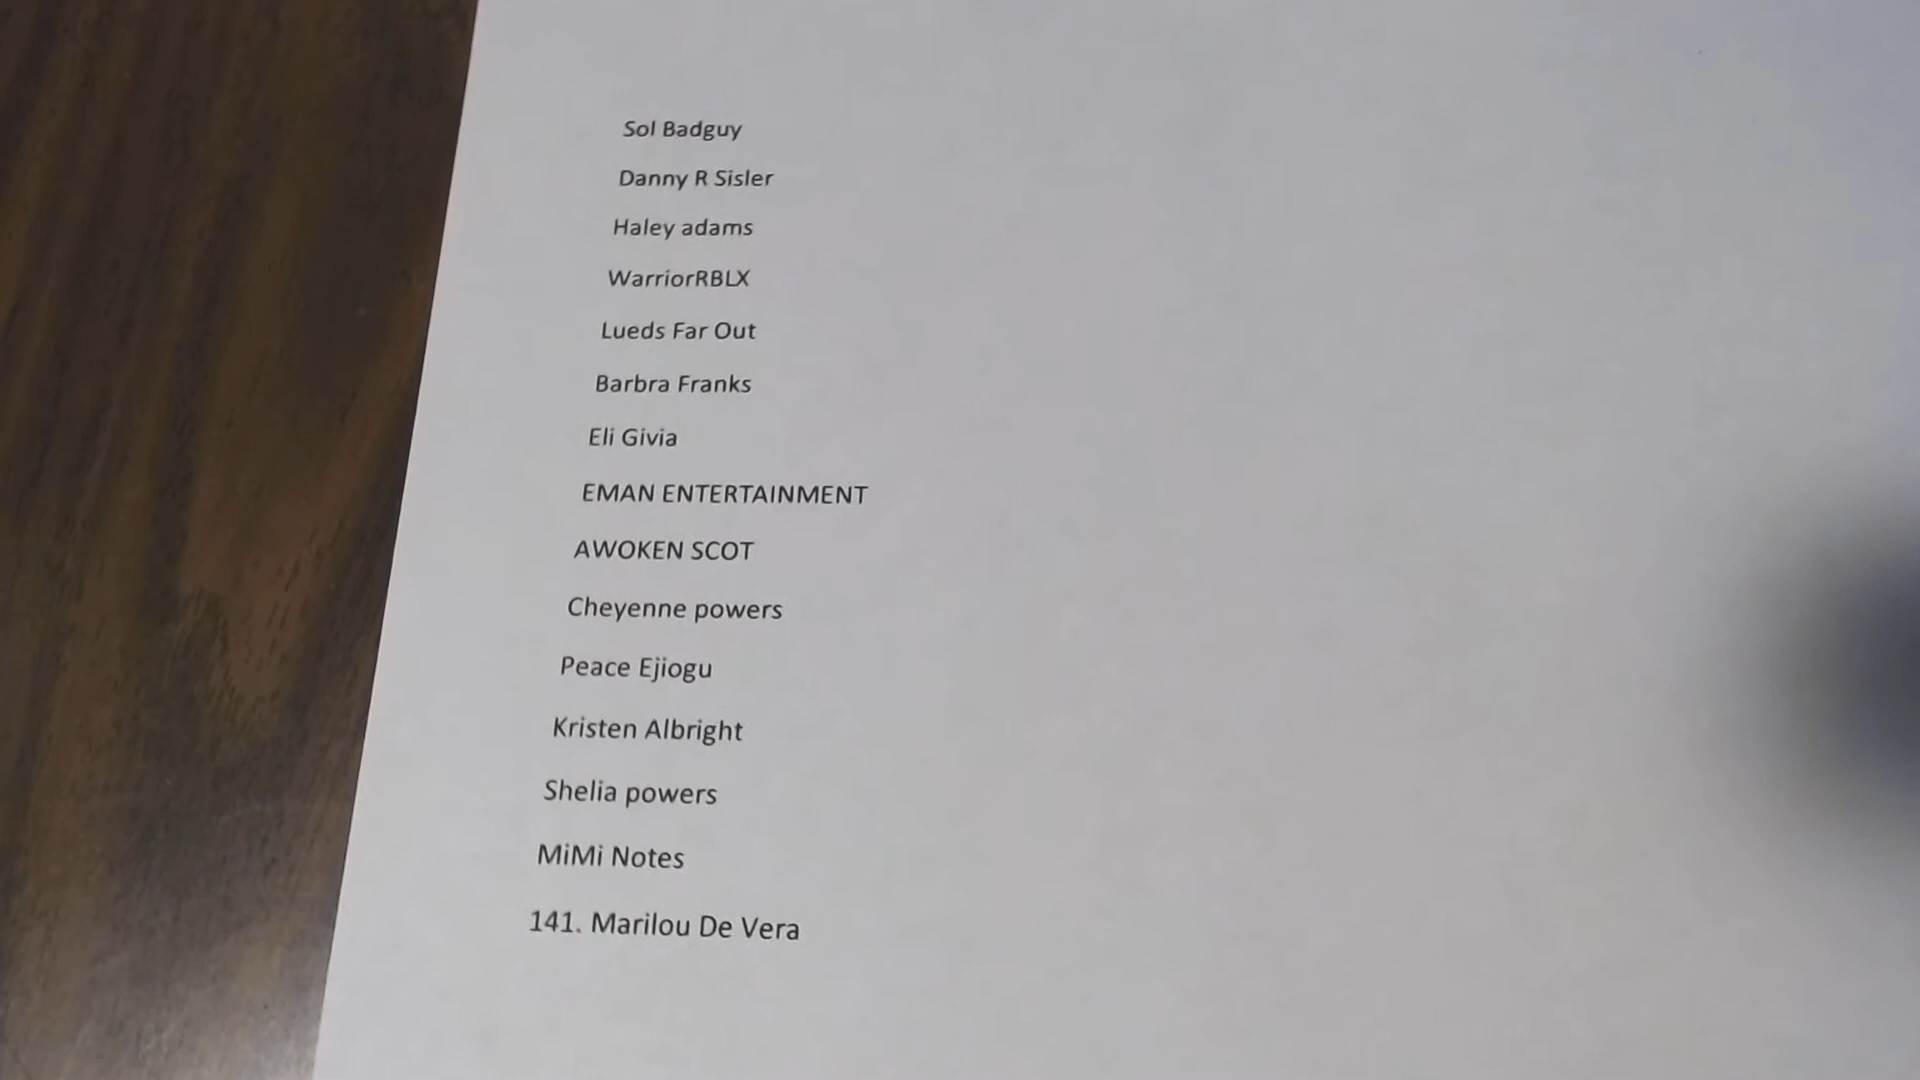 Sol Badguy
Danny R Sisler
Haley adams
WarriorRBLX
Lueds Far Out
Barbra Franks
Eli Givia
EMAN ENTERTAINMENT
AWOKEN SCOT
Cheyenne powers
Peace Ejiogu
Kristen Albright
Shelia powers
MiMi Notes
141. Marilou De Vera